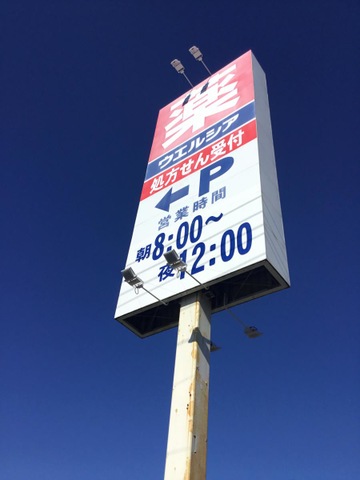 薬
ウエルシア
処方せん受付
←P
営業時間
朝8:00～
夜12:00